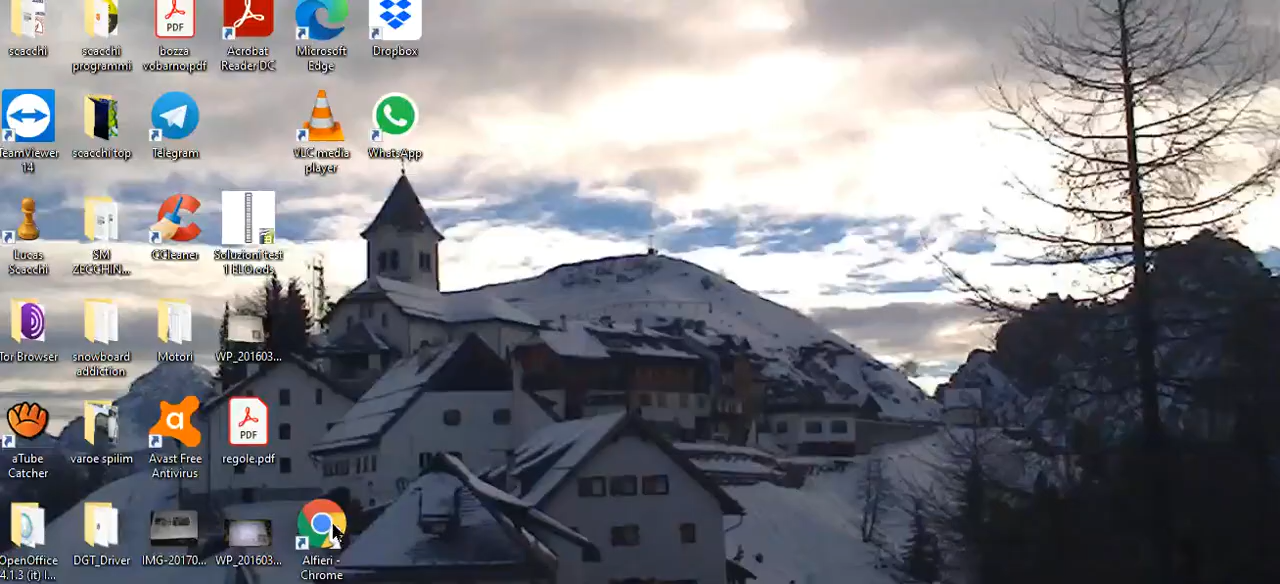 scacchi
scacchi
programmi
bozza
vobarno.pdf
Acrobat
Reader DC
Microsoft
Edge
Dropbox
TeamViewer
14
scacchi top
Telegram
VLC media
player
WhatsApp
Lucas
Scacchi
SM
ZECCHIN...
CCleaner
Soluzioni test
1 ELO.ods
Tor Browser
snowboard
addiction
Motori
WP_201603...
aTube
Catcher
varoe spilim
Avast Free
Antivirus
PDF
regole.pdf
OpenOffice
4.1.3 (it) I...
DGT_Driver
IMG-20170...
WP_201603...
Alfieri -
Chrome
PDF